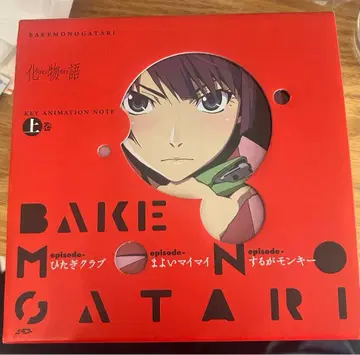 BAKEMONOGATARI
化物語
KEY ANIMATION NOTE
上巻
BAKE
MONO
GATARI
episode-
ひたぎクラブ
episode-
まよいマイマイ
episode-
するがモンキー